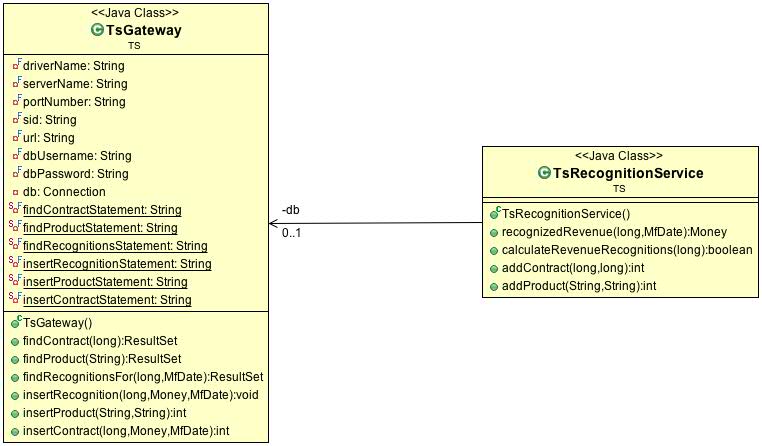 <<Java Class>>
TsGateway
TS
driverName: String
serverName: String
portNumber: String
sid: String
url: String
dbUsername: String
dbPassword: String
db: Connection
findContractStatement: String
findProductStatement: String
findRecognitionsStatement: String
insertRecognitionStatement: String
insertProductStatement: String
insertContractStatement: String
TsGateway()
findContract(long):ResultSet
findProduct(String):ResultSet
findRecognitionsFor(long,MfDate):ResultSet
insertRecognition(long,Money,MfDate):void
insertProduct(String,String):int
insertContract(long,Money,MfDate):int
-db
0..1
<<Java Class>>
TsRecognitionService
TS
TsRecognitionService()
recognizedRevenue(long,MfDate):Money
calculateRevenueRecognitions(long):boolean
addContract(long,long):int
addProduct(String,String):int